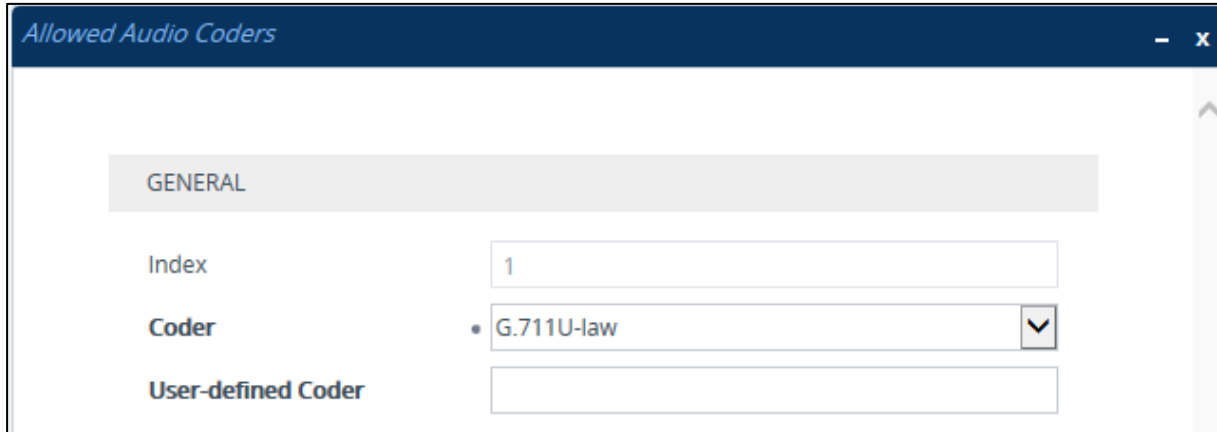 Allowed Audio Coders – x
GENERAL
Index 1
Coder • G.711U-law
User-defined Coder